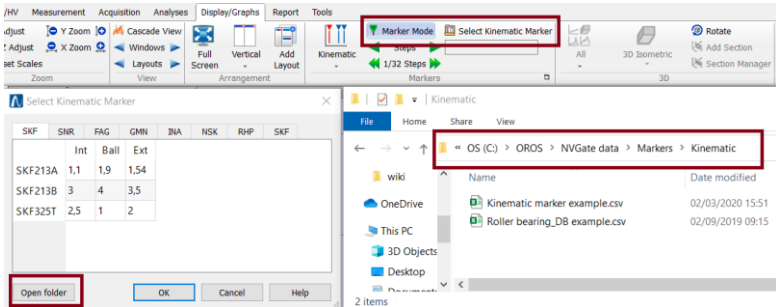 /HV Measurement Acquisition Analyses Display/Graphs Report Tools
Adjust Y Zoom Cascade View Marker Mode Select Kinematic Marker Rotate
Adjust X Zoom Windows Full Screen Vertical Add Layout Kinematic Steps All 3D Isometric Add Section
set Scales Layouts 1/32 Steps Section Manager
Zoom View Arrangement Markers 3D
Select Kinematic Marker
SKF SNR FAG GMN INA NSK RHP SKF
Int Ball Ext
SKF213A 1,1 1,9 1,54
SKF213B 3 4 3,5
SKF325T 2,5 1 2
Open folder OK Cancel Help
Kinematic
File Home Share View
« OS (C:) > OROS > NVGate data > Markers > Kinematic
wiki
OneDrive
This PC
3D Objects
Desktop
Documents
Name Date modified
Kinematic marker example.csv 02/03/2020 15:51
Roller bearing_DB example.csv 02/09/2019 09:15
2 items